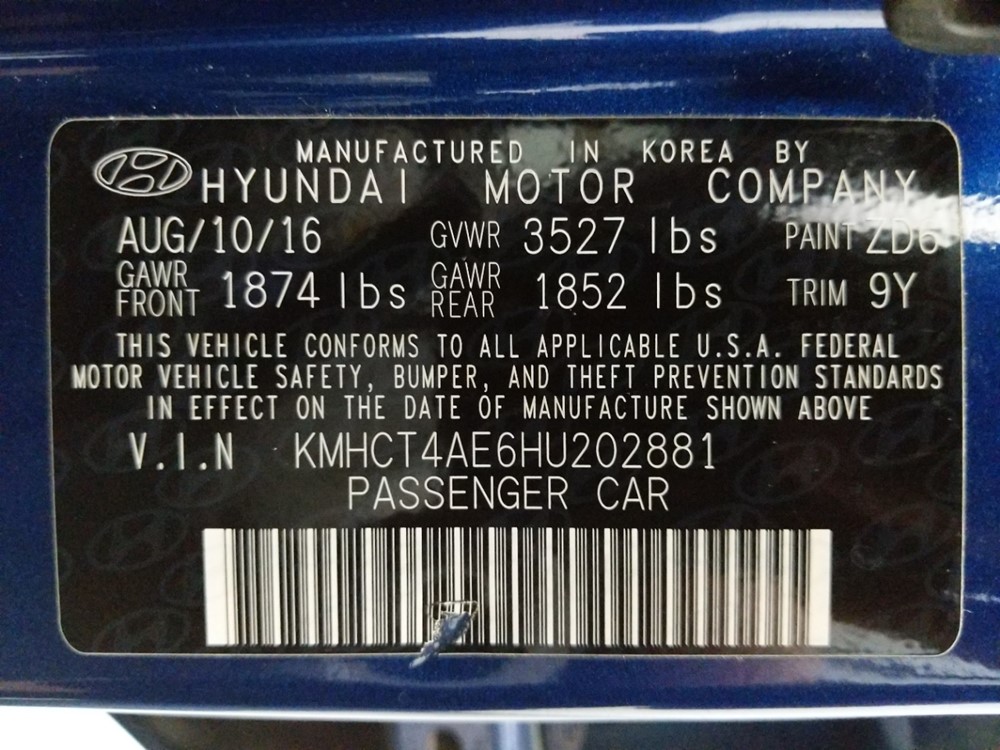 MANUFACTURED IN KOREA BY
HYUNDAI MOTOR COMPANY
AUG/10/16 GVWR 3527 lbs PAINT ZD6
GAWR FRONT 1874 lbs GAWR REAR 1852 lbs TRIM 9Y
THIS VEHICLE CONFORMS TO ALL APPLICABLE U.S.A. FEDERAL
MOTOR VEHICLE SAFETY, BUMPER, AND THEFT PREVENTION STANDARDS
IN EFFECT ON THE DATE OF MANUFACTURE SHOWN ABOVE
V.I.N KMHCT4AE6HU202881
PASSENGER CAR